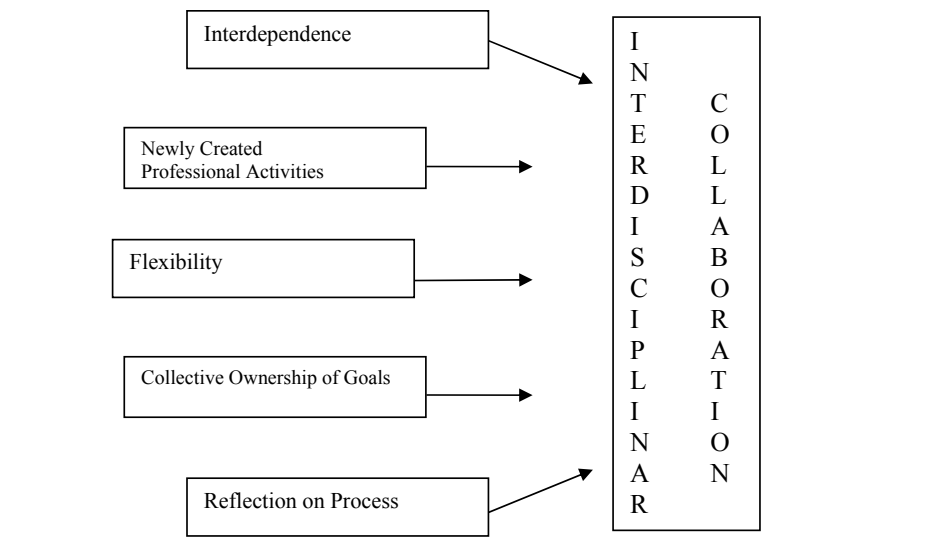 Interdependence
Newly Created
Professional Activities
Flexibility
Collective Ownership of Goals
Reflection on Process
INTERDISCIPLINAR
COLLABORATION